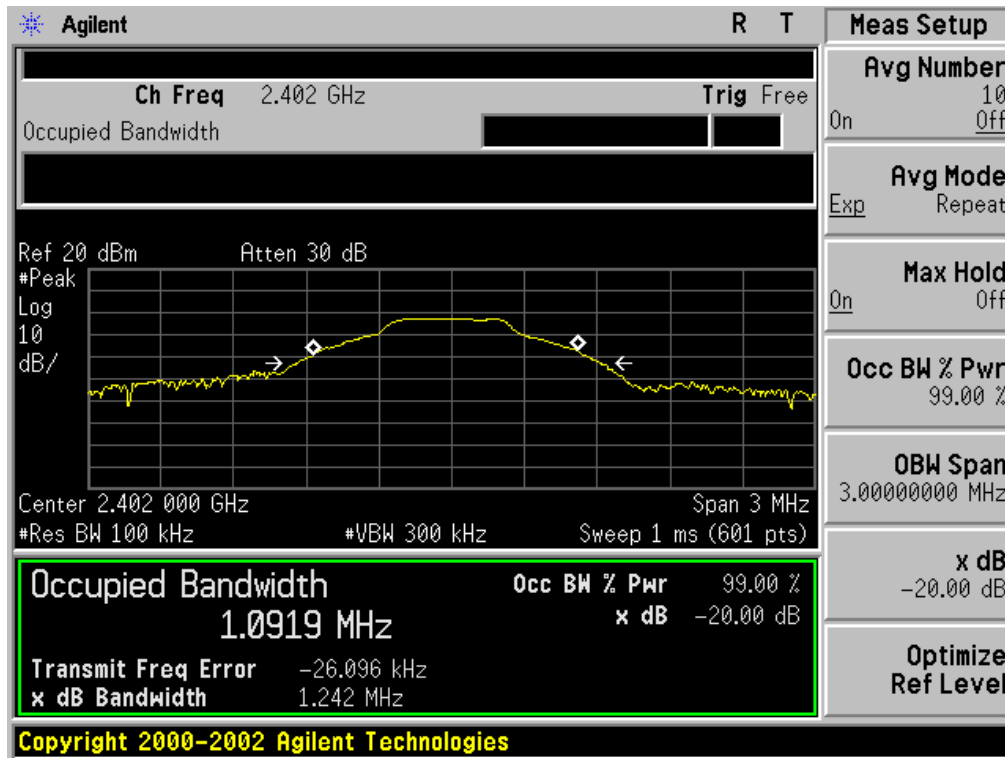 Agilent R T
Ch Freq 2.402 GHz Trig Free
Occupied Bandwidth
Ref 20 dBm Atten 30 dB
#Peak
Log
10
dB/
Center 2.402 000 GHz Span 3 MHz
#Res BW 100 kHz #VBW 300 kHz Sweep 1 ms (601 pts)
Occupied Bandwidth Occ BW % Pwr 99.00 %
1.0919 MHz x dB -20.00 dB
Transmit Freq Error -26.096 kHz
x dB Bandwidth 1.242 MHz
Copyright 2000-2002 Agilent Technologies
Meas Setup
Avg Number
10
On Off
Avg Mode
Exp Repeat
Max Hold
On Off
Occ BW % Pwr
99.00 %
OBW Span
3.00000000 MHz
x dB
-20.00 dB
Optimize
Ref Level